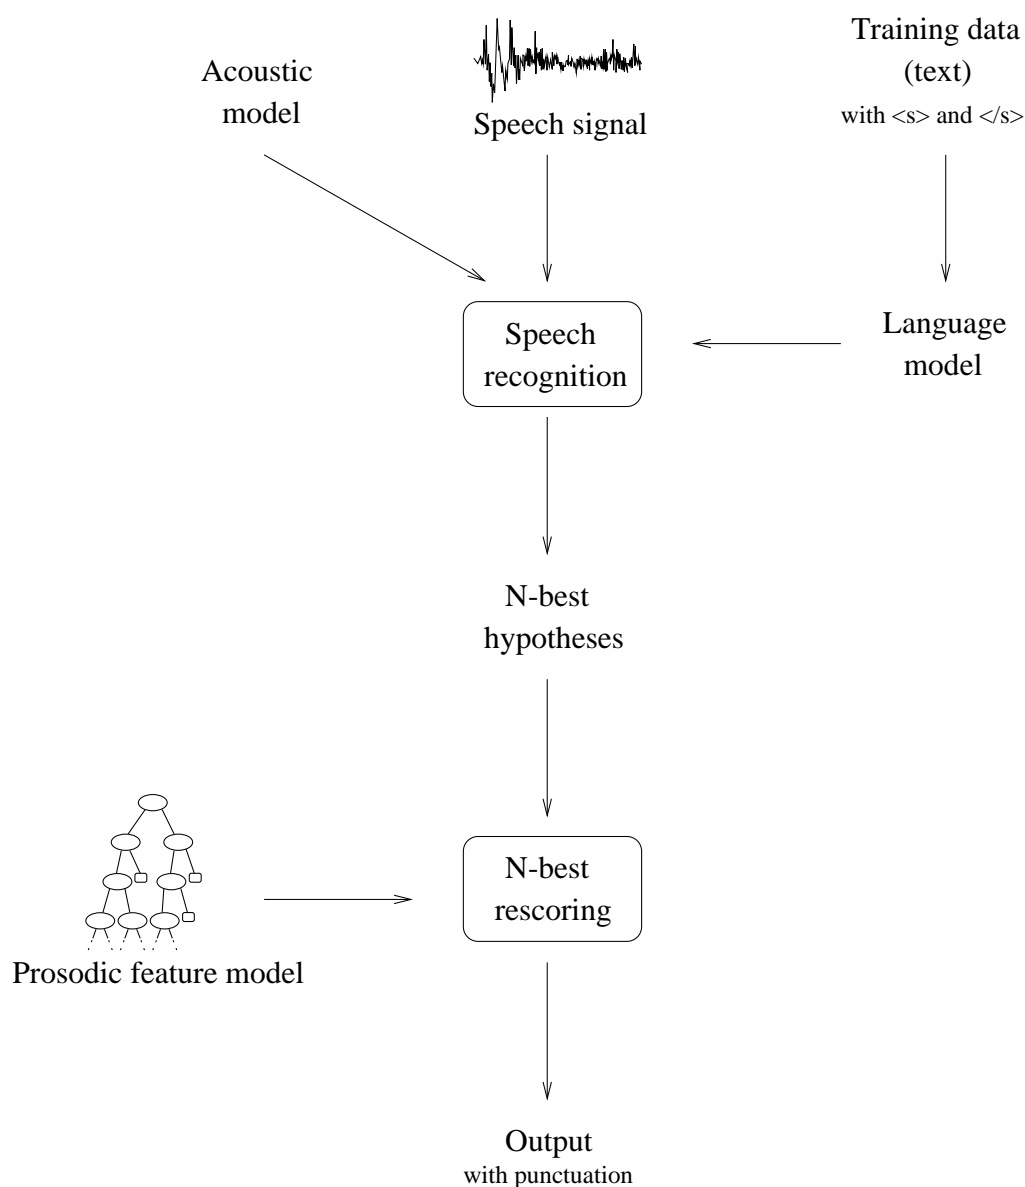 Acoustic
model
Speech signal
Training data
(text)
with <s> and </s>
Speech
recognition
Language
model
N-best
hypotheses
N-best
rescoring
Prosodic feature model
Output
with punctuation